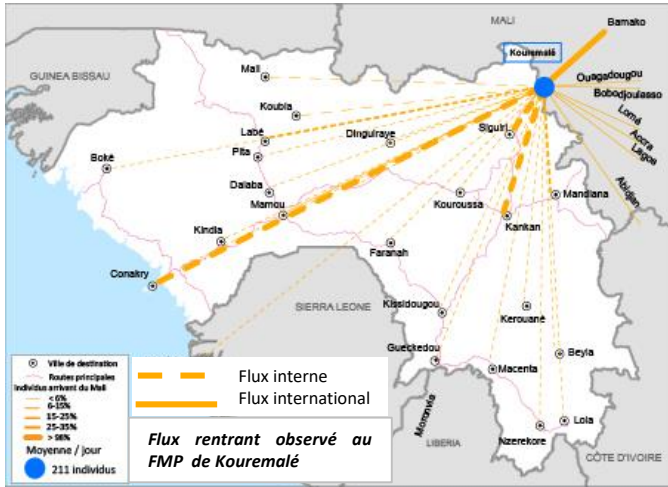 MALI
Bamako
Kouremalé
GUINEA BISSAU
Mali
Ouagadougou
Bobodjoulasso
Koubia
Lomé
Accra
Lagos
Labé
Dinguiraye
Siguiri
Pita
Boké
Abidjan
Dalaba
Kouroussa
Mandiana
Mamou
Kankan
Kindia
Faranah
Conakry
SIERRA LEONE
Kissidougou
Kerouané
Gueckedou
Beyla
Macenta
Monrovia
Lola
Nzerekore
LIBERIA
CÔTE D'IVOIRE
Ville de destination
Routes principales
Individus arrivant du Mali
< 6%
6-15%
15-25%
25-35%
> 98%
Moyenne / jour
211 individus
Flux interne
Flux international
Flux rentrant observé au
FMP de Kouremalé